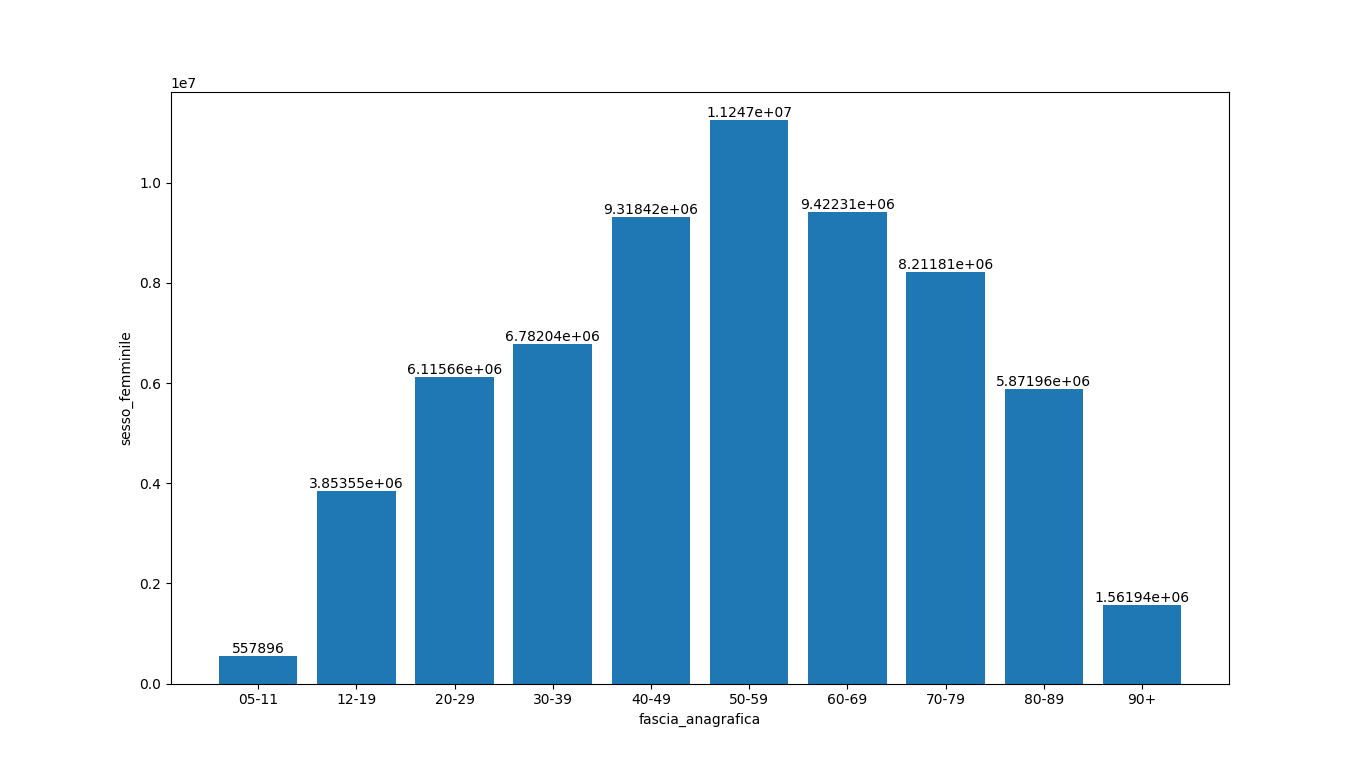 1e7
1.1247e+07
1.0
9.31842e+06
9.42231e+06
8.21181e+06
0.8
6.78204e+06
6.11566e+06
5.87196e+06
0.6
sesso_femminile
3.85355e+06
0.4
1.56194e+06
0.2
557896
0.0
05-11 12-19 20-29 30-39 40-49 50-59 60-69 70-79 80-89 90+
fascia_anagrafica